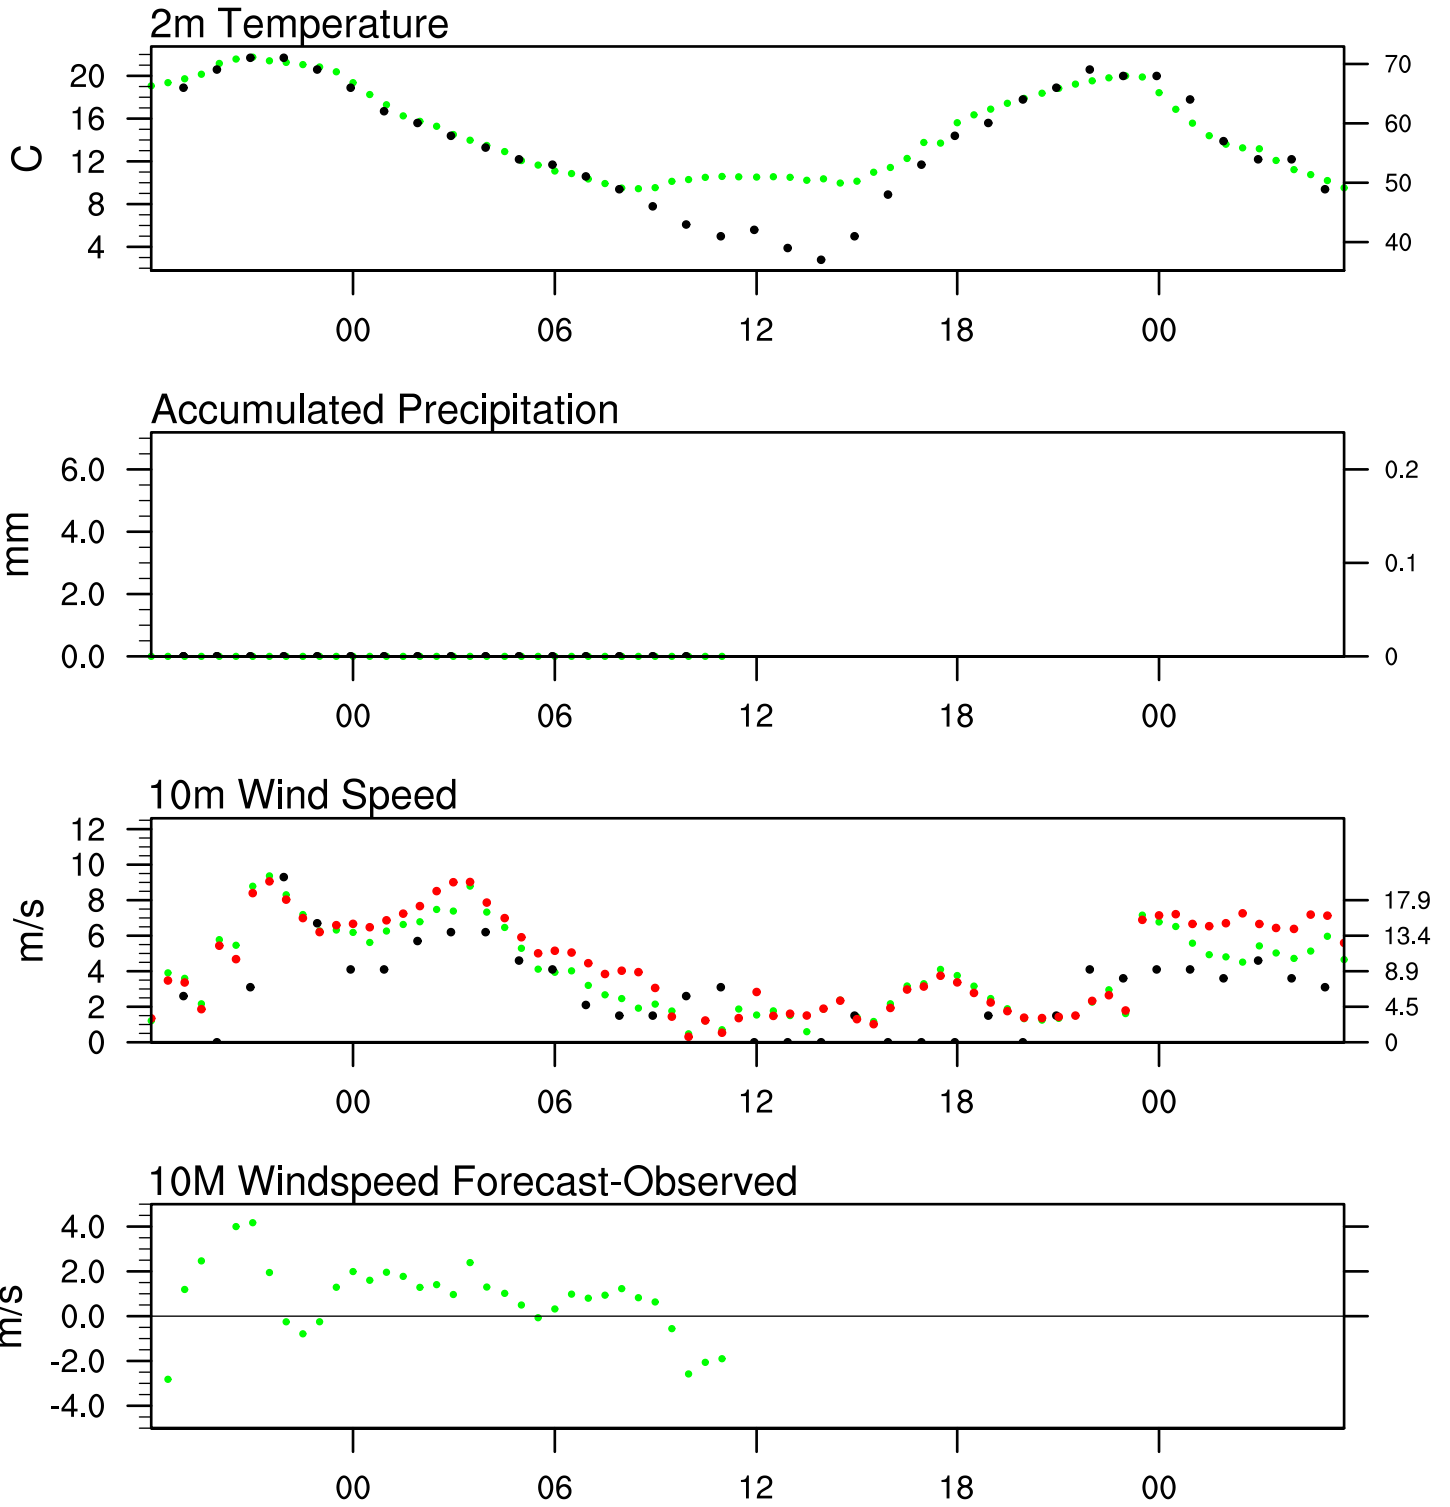 2m Temperature
20
16
12
8
4
C
70
60
50
40
00 06 12 18 00
Accumulated Precipitation
6.0
4.0
2.0
0.0
mm
0.2
0.1
0
00 06 12 18 00
10m Wind Speed
12
10
8
6
4
2
0
m/s
17.9
13.4
8.9
4.5
0
00 06 12 18 00
10M Windspeed Forecast-Observed
4.0
2.0
0.0
-2.0
-4.0
m/s
00 06 12 18 00